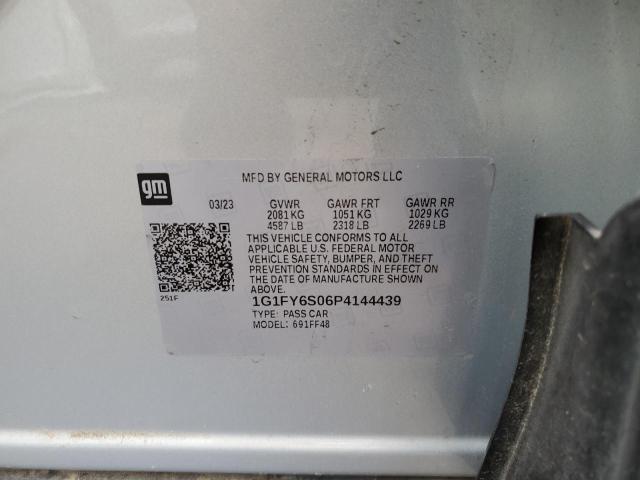 MFD BY GENERAL MOTORS LLC
gm
03/23 GVWR GAWR FRT GAWR RR
2081 KG 1051 KG 1029 KG
4587 LB 2318 LB 2269 LB
THIS VEHICLE CONFORMS TO ALL
APPLICABLE U.S. FEDERAL MOTOR
VEHICLE SAFETY, BUMPER, AND THEFT
PREVENTION STANDARDS IN EFFECT ON
THE DATE OF MANUFACTURE SHOWN
ABOVE.
251F
1G1FY6S06P4144439
TYPE: PASS CAR
MODEL: 691FF48